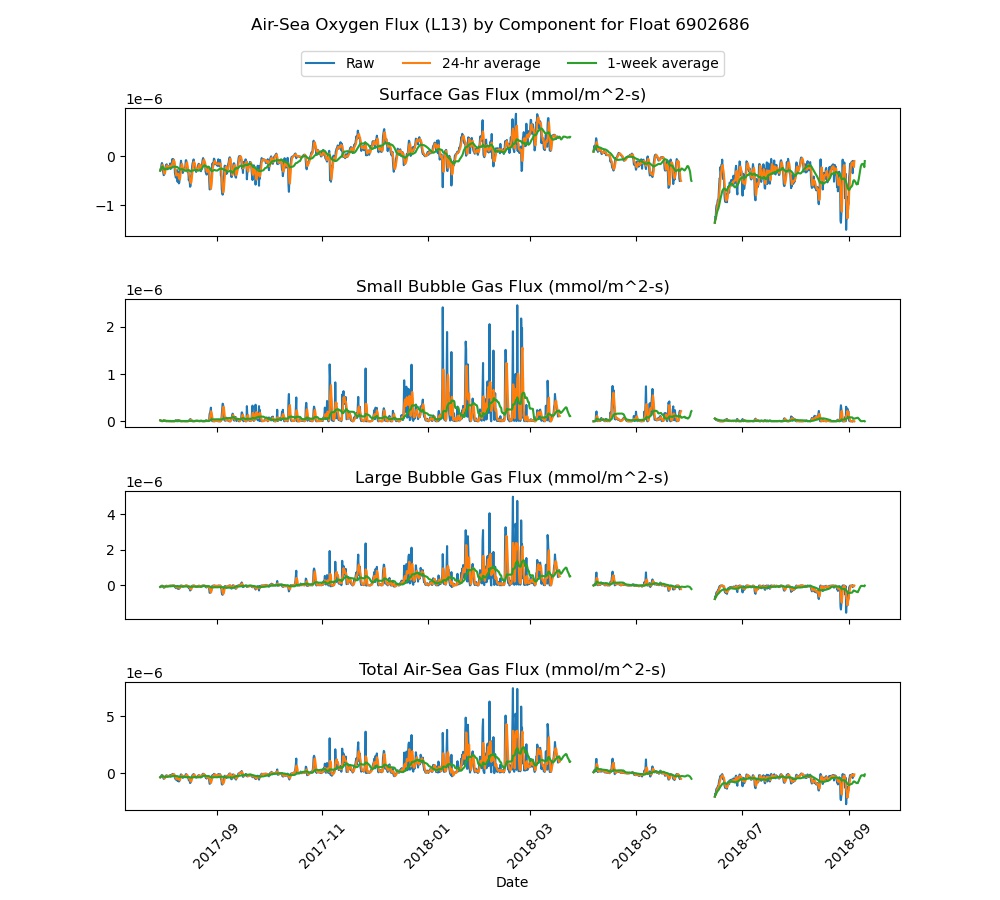 Air-Sea Oxygen Flux (L13) by Component for Float 6902686
Raw 24-hr average 1-week average
1e−6
Surface Gas Flux (mmol/m^2-s)
0
−1
1e−6
Small Bubble Gas Flux (mmol/m^2-s)
2
1
0
1e−6
Large Bubble Gas Flux (mmol/m^2-s)
4
2
0
1e−6
Total Air-Sea Gas Flux (mmol/m^2-s)
5
0
2017-09 2017-11 2018-01 2018-03 2018-05 2018-07 2018-09
Date